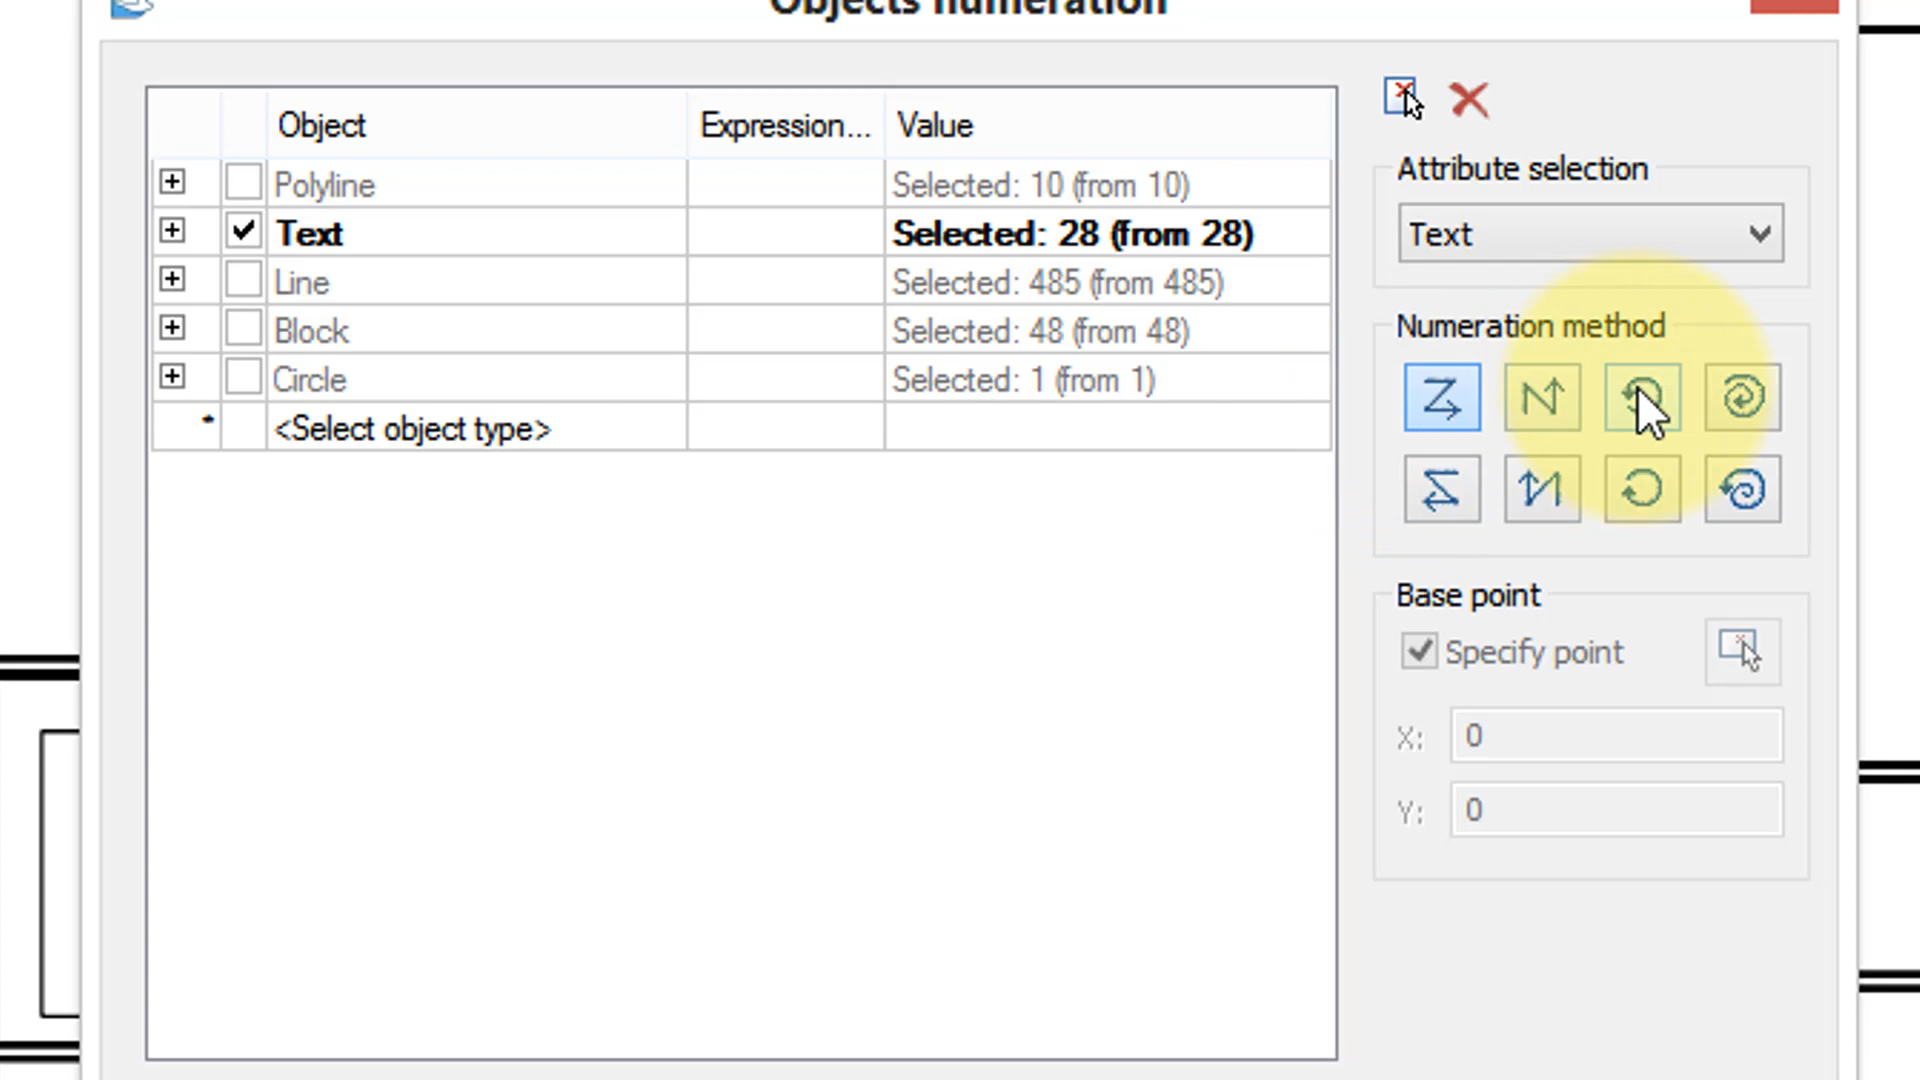 Objects numeration
Object Expression... Value
Polyline Selected: 10 (from 10)
Text Selected: 28 (from 28)
Line Selected: 485 (from 485)
Block Selected: 48 (from 48)
Circle Selected: 1 (from 1)
* <Select object type>
Attribute selection
Text
Numeration method
Base point
Specify point
X: 0
Y: 0